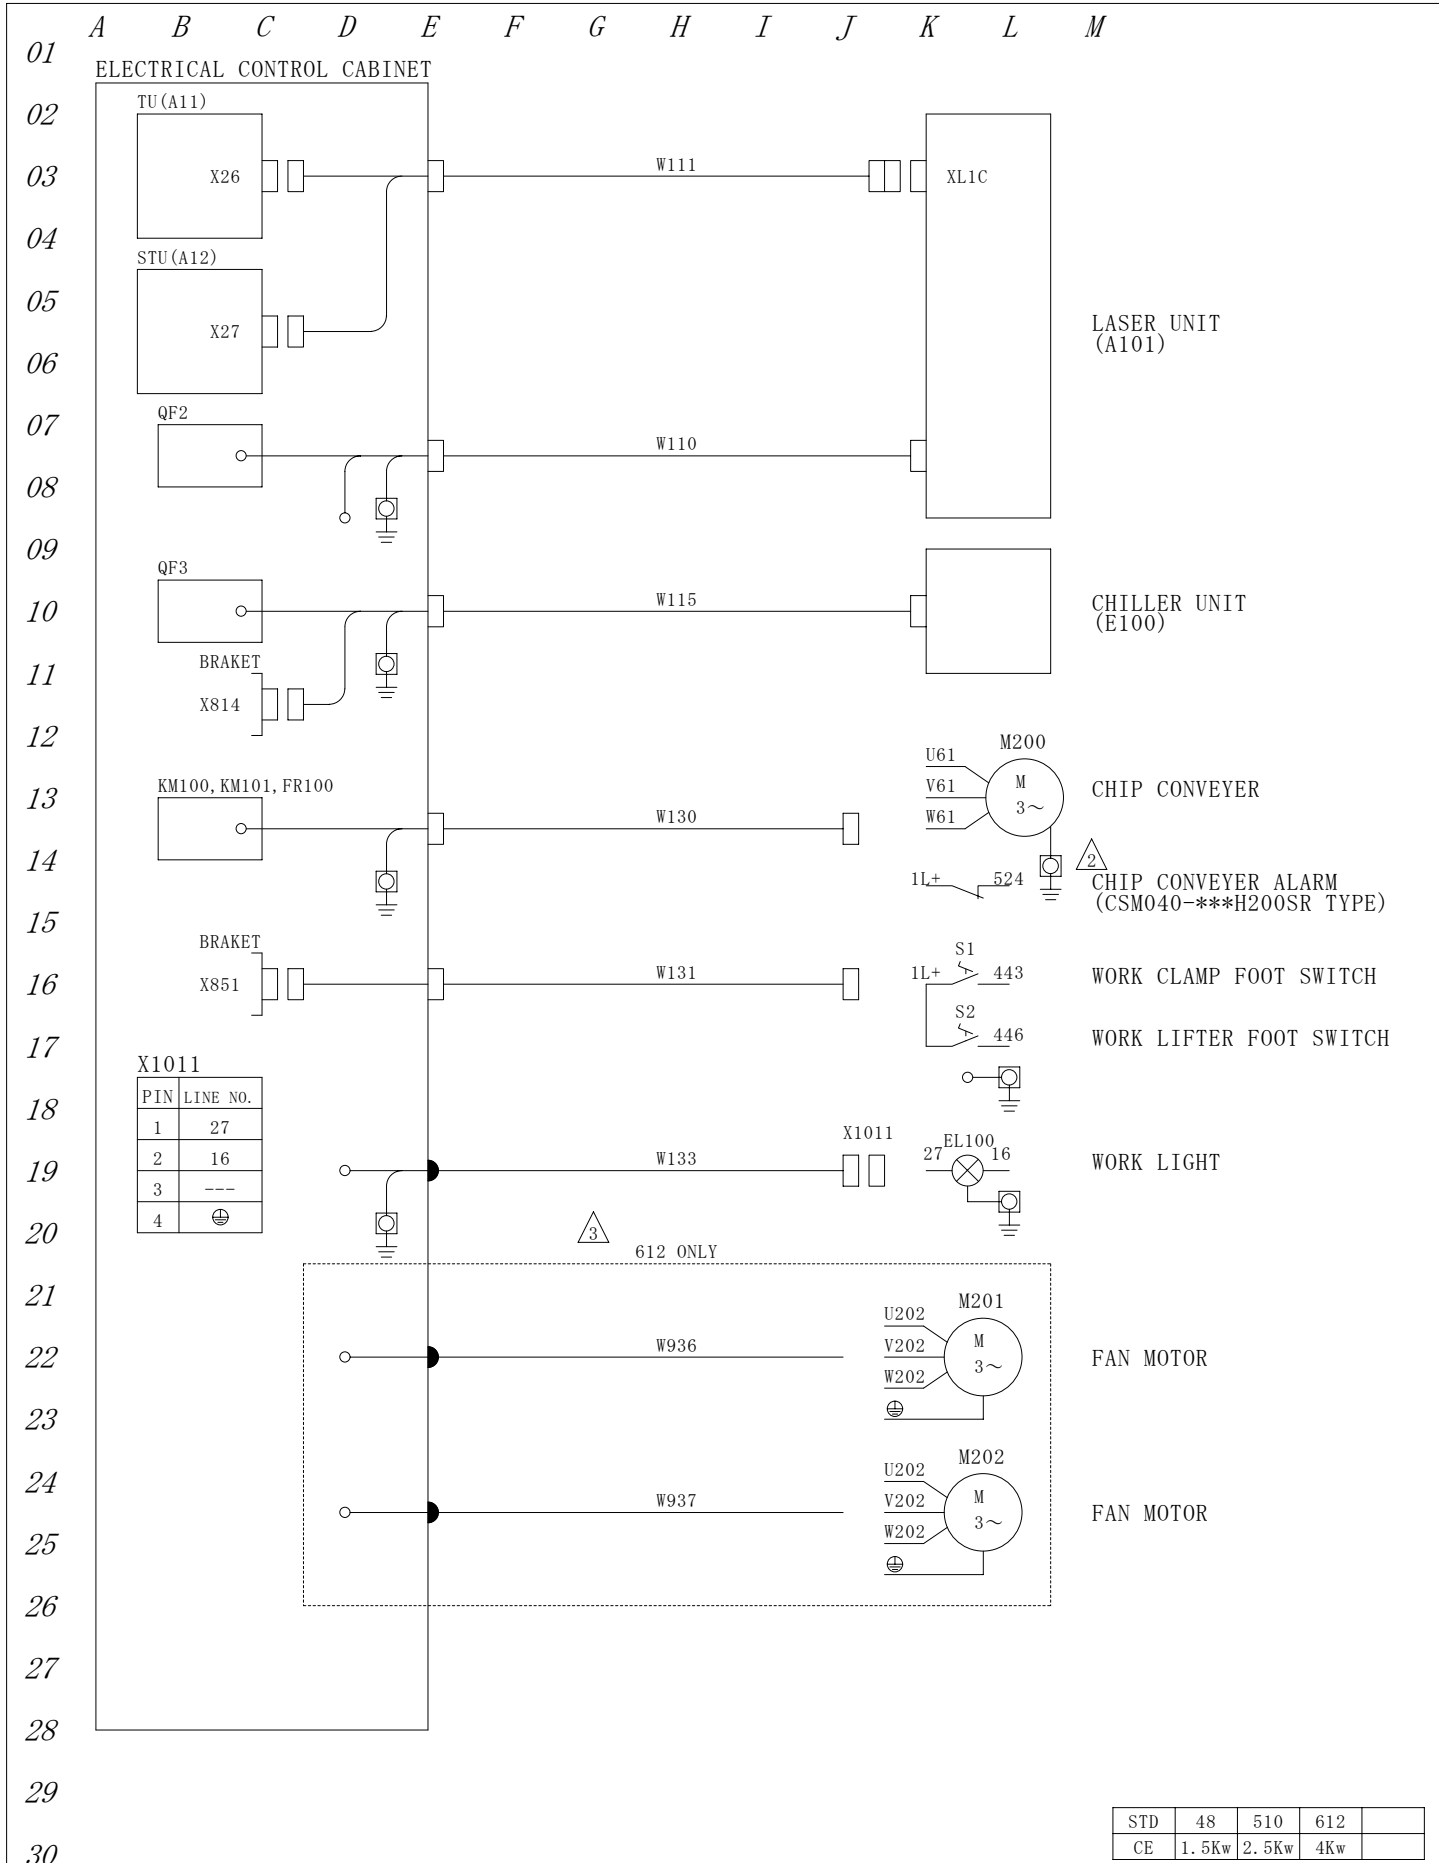 A B C D E F G H I J K L M
01
ELECTRICAL CONTROL CABINET
02
TU(A11)
03
X26
W111
XL1C
04
STU(A12)
05
X27
LASER UNIT
(A101)
06
07
QF2
W110
08
09
QF3
10
W115
CHILLER UNIT
(E100)
11
BRAKET
X814
12
M200
U61
V61
W61
M
3～
CHIP CONVEYER
13
KM100,KM101,FR100
W130
14
2
1L+ 524
CHIP CONVEYER ALARM
(CSM040-***H200SR TYPE)
15
BRAKET
16
X851
W131
S1
1L+ 443
WORK CLAMP FOOT SWITCH
S2
446
WORK LIFTER FOOT SWITCH
17
X1011
PIN LINE NO.
18
1 27
2 16
3 ---
4
19
W133
X1011
27 EL100 16
WORK LIGHT
20
3
612 ONLY
21
M201
U202
V202
W202
M
3～
22
W936
FAN MOTOR
23
24
M202
U202
V202
W202
M
3～
W937
FAN MOTOR
25
26
27
28
29
STD 48 510 612
CE 1.5Kw 2.5Kw 4Kw
30